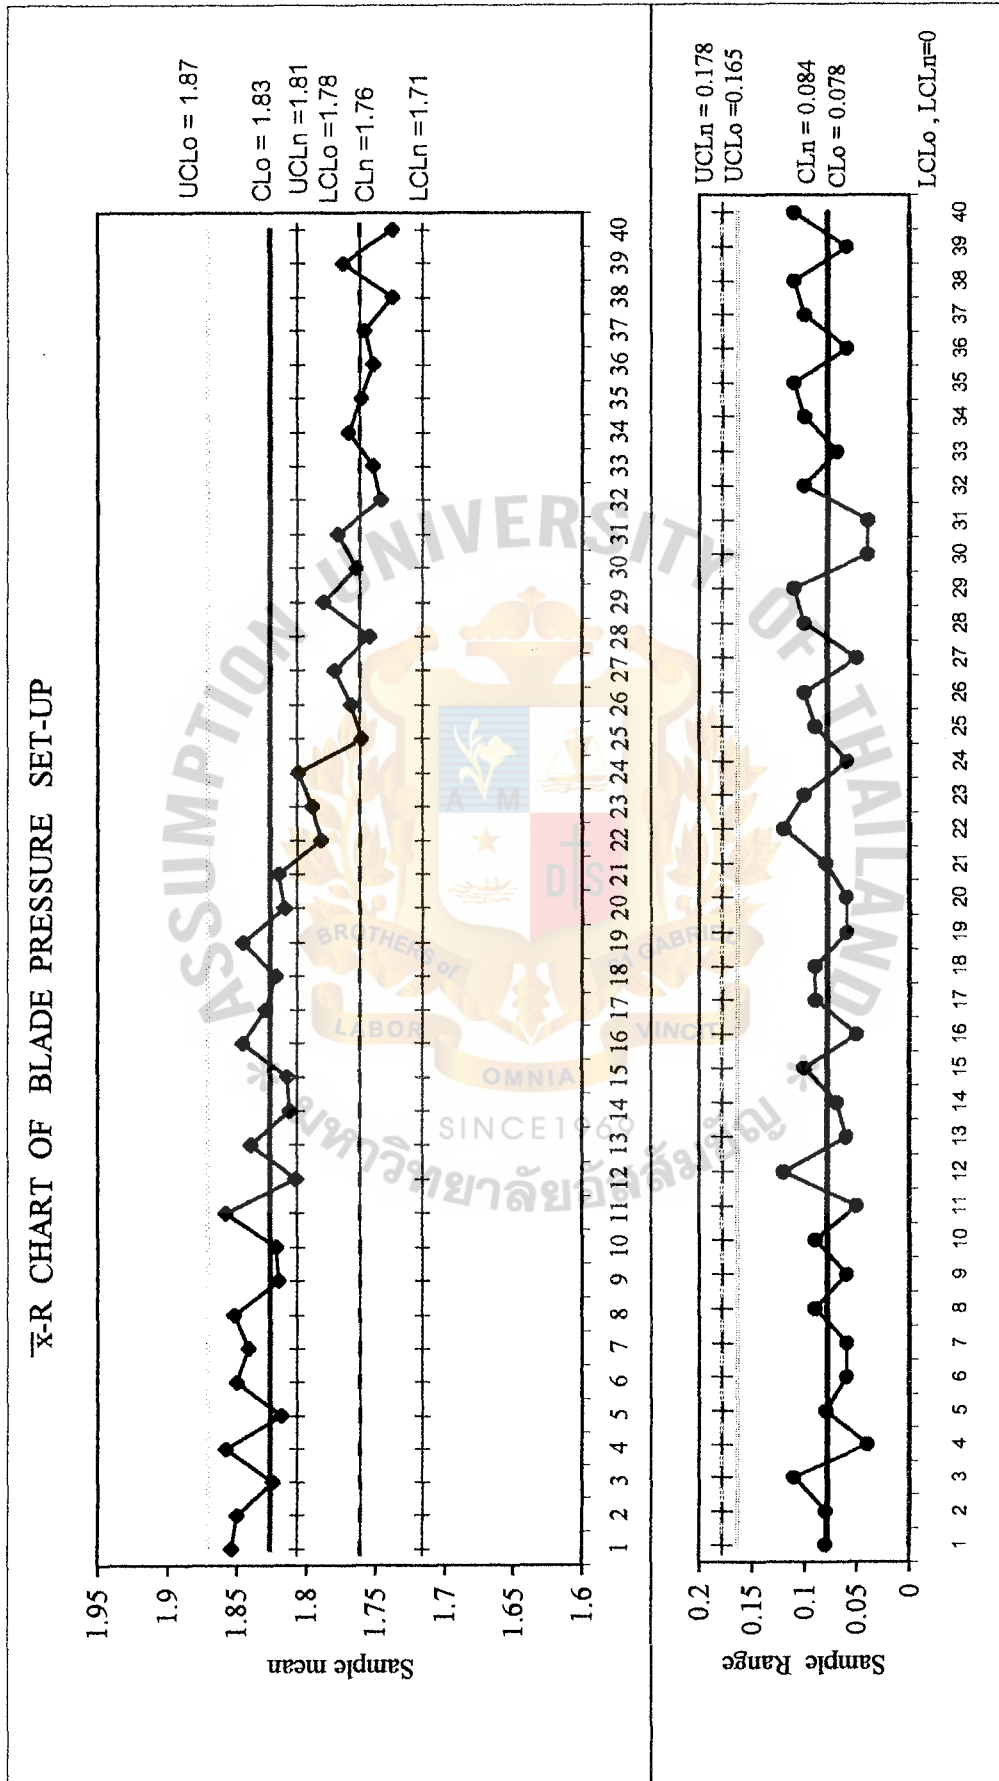 x̄-R CHART OF BLADE PRESSURE SET-UP
Sample mean
1.95
1.9
1.85
1.8
1.75
1.65
1.6
UCLo = 1.87
CLo = 1.83
UCLn =1.81
LCLo =1.78
CLn =1.76
LCLn =1.71
1 2 3 4 5 6 7 8 9 10 11 12 13 14 15 16 17 18 19 20 21 22 23 24 25 26 27 28 29 30 31 32 33 34 35 36 37 38 39 40
Sample Range
0.2
0.15
0.1
0.05
0
UCLn = 0.178
UCLo =0.165
CLn = 0.084
CLo = 0.078
LCLo , LCLn=0
1 2 3 4 5 6 7 8 9 10 11 12 13 14 15 16 17 18 19 20 21 22 23 24 25 26 27 28 29 30 31 32 33 34 35 36 37 38 39 40
ASSUMPTION UNIVERSITY OF THAILAND
A M
D S
BROTHERS of
ST GABRIEL
LABOR
VINCIT
OMNIA
SINCE 1969
* มหาวิทยาลัยอัสสัมชัญ *